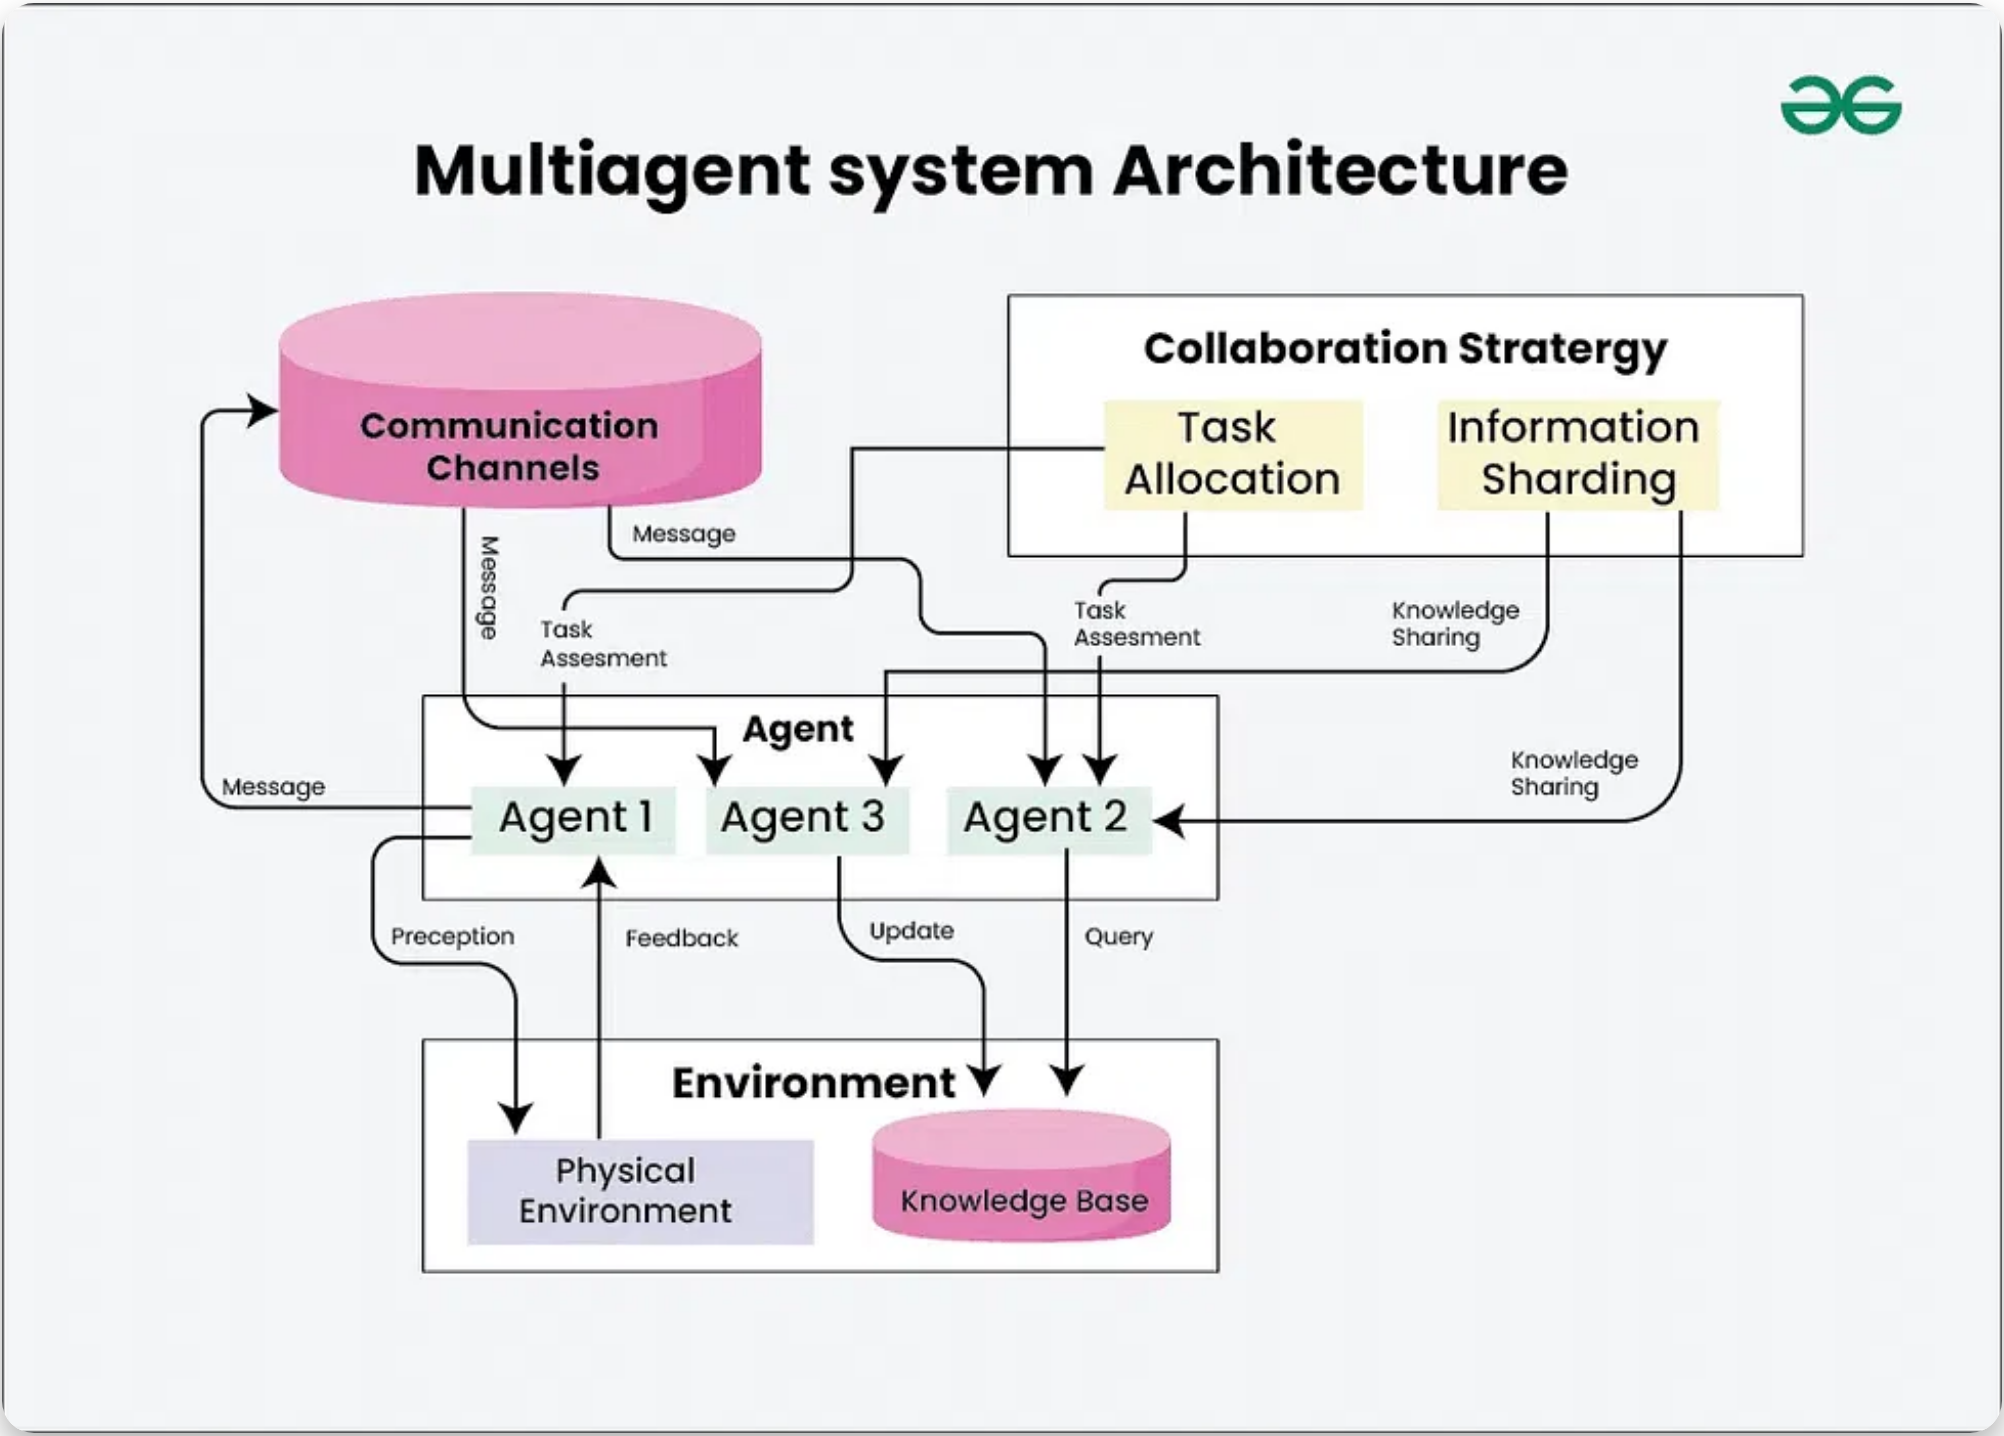 Multiagent system Architecture
Communication
Channels
Collaboration Stratergy
Task
Allocation
Information
Sharding
Message
Message
Task
Assesment
Task
Assesment
Knowledge
Sharing
Knowledge
Sharing
Message
Agent
Agent 1
Agent 3
Agent 2
Preception
Feedback
Update
Query
Environment
Physical
Environment
Knowledge Base